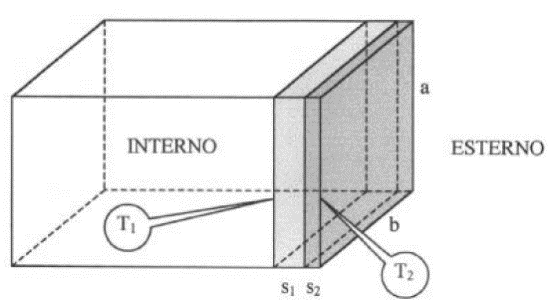 a
INTERNO
ESTERNO
T1
b
T2
s1 s2